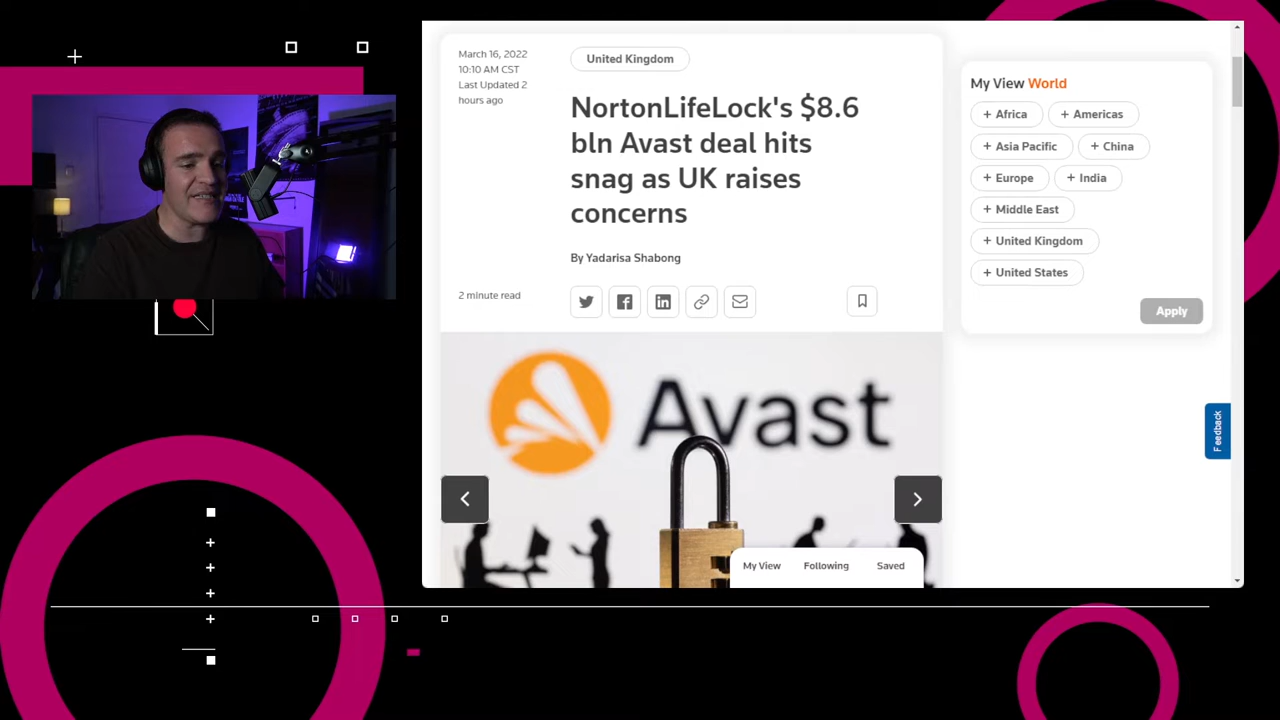 March 16, 2022
10:10 AM CST
Last Updated 2
hours ago
United Kingdom
NortonLifeLock's $8.6
bln Avast deal hits
snag as UK raises
concerns
By Yadarisa Shabong
2 minute read
Avast
My View Following Saved
My View World
+ Africa + Americas
+ Asia Pacific + China
+ Europe + India
+ Middle East
+ United Kingdom
+ United States
Apply
Feedback